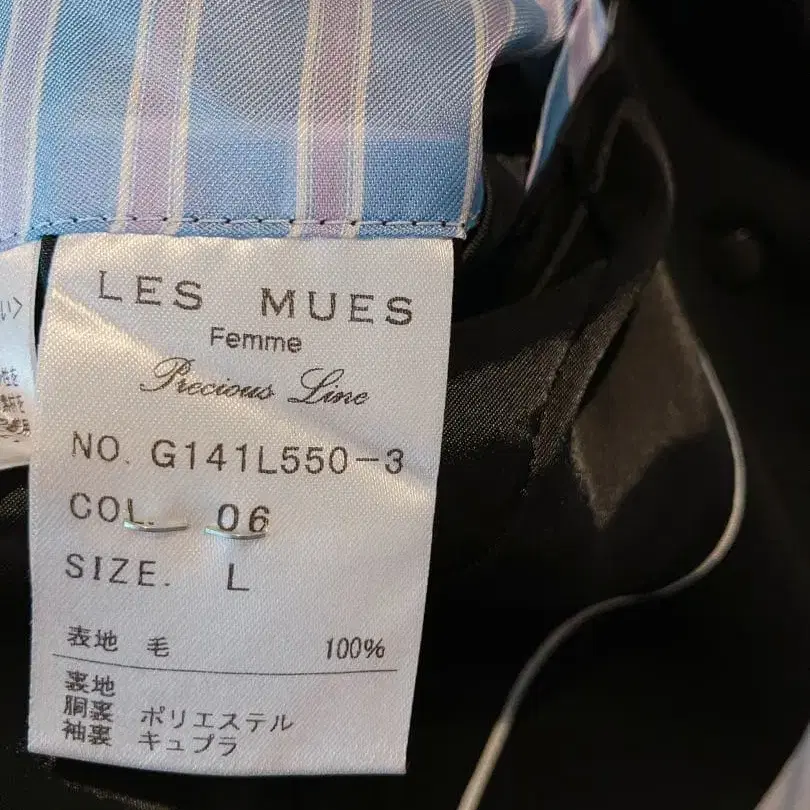 LES MUES
Femme
Precious Line
NO. G141L550-3
COL. 06
SIZE. L
表地 毛 100%
裏地
胴裏 ポリエステル
袖裏 キュプラ